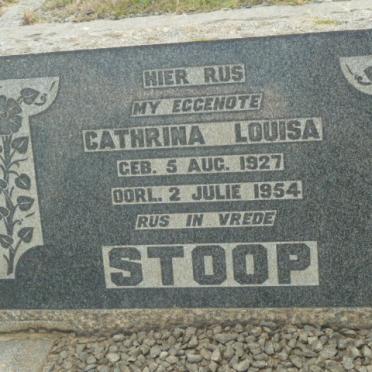 HIER RUS
MY EGGENOTE
CATHRINA LOUISA
GEB. 5 AUG. 1927
OORL. 2 JULIE 1954
RUS IN VREDE
STOOP